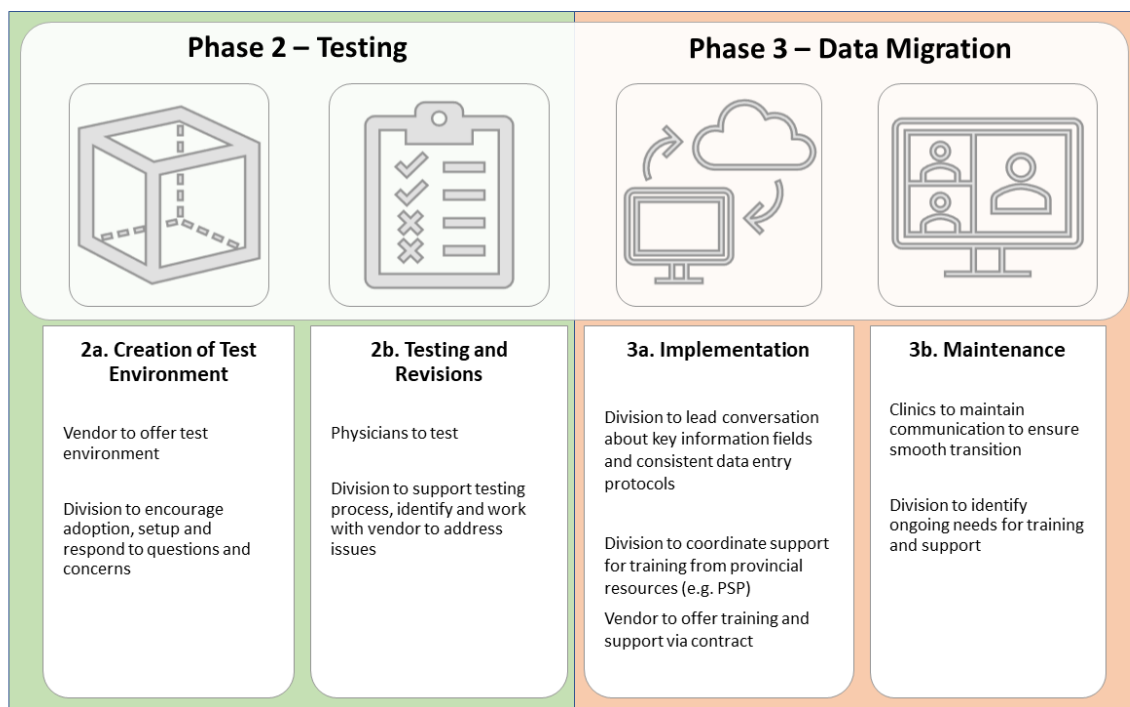 Phase 2 – Testing
Phase 3 – Data Migration
2a. Creation of Test
Environment
Vendor to offer test
environment
Division to encourage
adoption, setup and
respond to questions and
concerns
2b. Testing and
Revisions
Physicians to test
Division to support testing
process, identify and work
with vendor to address
issues
3a. Implementation
Division to lead conversation
about key information fields
and consistent data entry
protocols
Division to coordinate support
for training from provincial
resources (e.g. PSP)
Vendor to offer training and
support via contract
3b. Maintenance
Clinics to maintain
communication to ensure
smooth transition
Division to identify
ongoing needs for training
and support